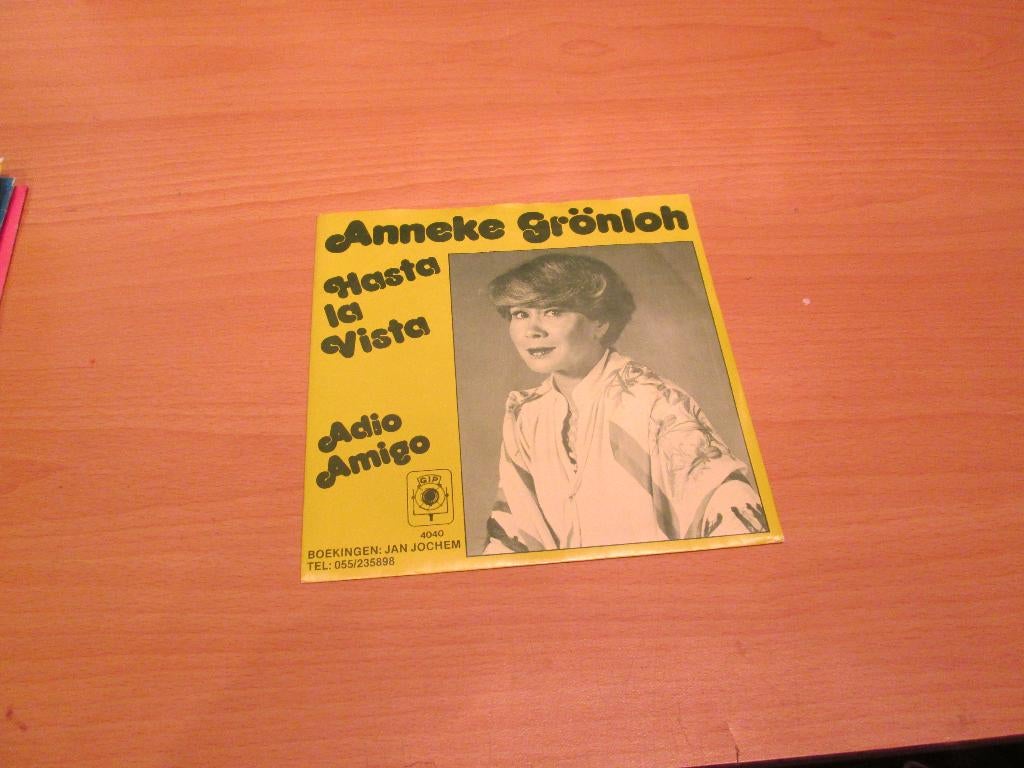 Anneke Grönloh
Hasta
la
Vista
Adio
Amigo
GIP
4040
BOEKINGEN: JAN JOCHEM
TEL: 055/235898